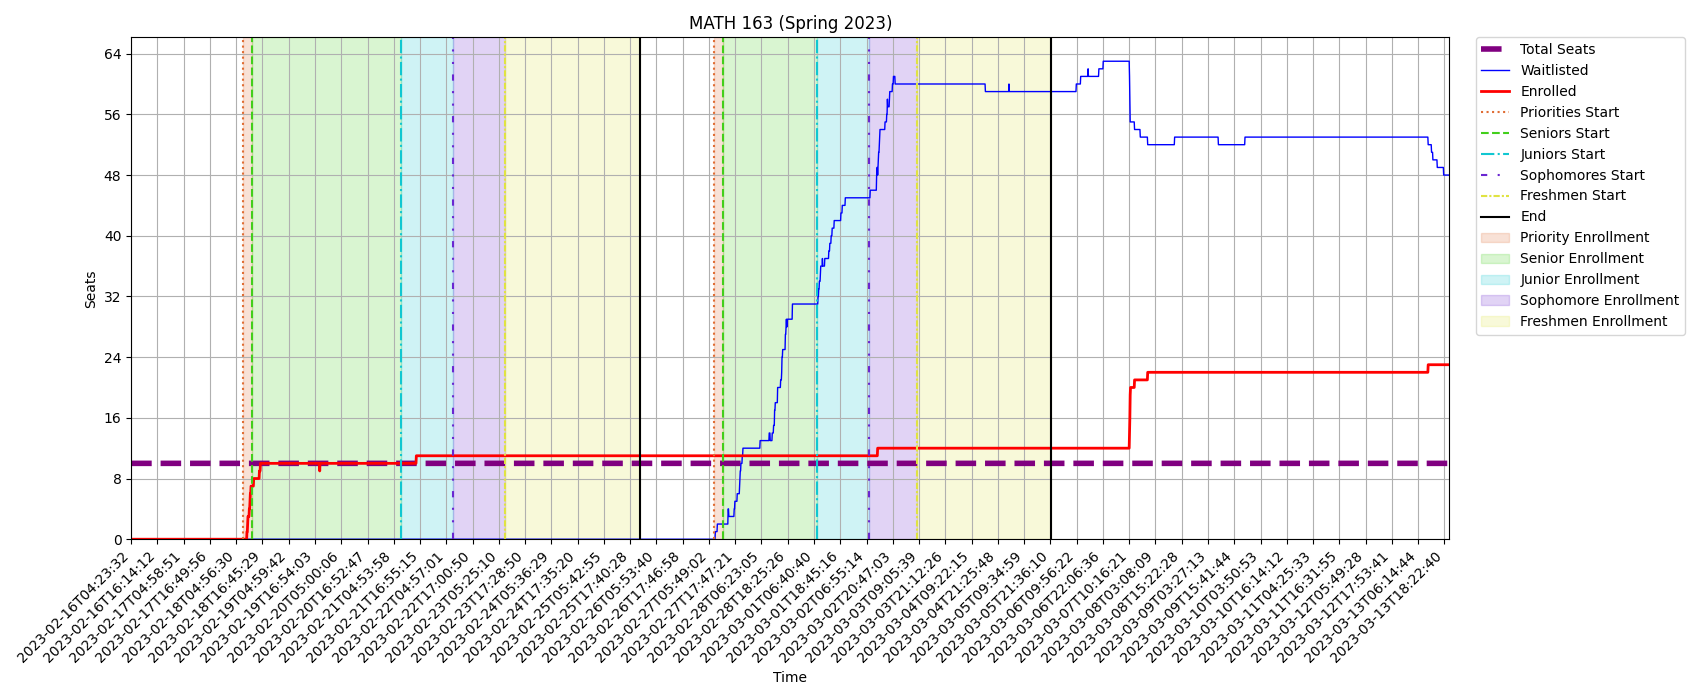 MATH 163 (Spring 2023)
Seats
64
56
48
40
32
24
16
8
0
2023-02-16T04:23:32
2023-02-16T16:14:12
2023-02-17T04:58:51
2023-02-17T16:49:56
2023-02-18T04:56:30
2023-02-18T16:45:29
2023-02-19T04:59:42
2023-02-19T16:54:03
2023-02-20T05:00:06
2023-02-20T16:52:47
2023-02-21T04:53:58
2023-02-21T16:55:15
2023-02-22T04:57:01
2023-02-22T17:00:50
2023-02-23T05:25:10
2023-02-23T17:28:50
2023-02-24T05:36:29
2023-02-24T17:35:20
2023-02-25T05:42:55
2023-02-25T17:40:28
2023-02-26T05:53:40
2023-02-26T17:46:58
2023-02-27T05:49:02
2023-02-27T17:47:21
2023-02-28T06:23:05
2023-02-28T18:25:26
2023-03-01T06:40:40
2023-03-01T18:45:16
2023-03-02T06:55:14
2023-03-02T20:47:03
2023-03-03T09:05:39
2023-03-03T21:12:26
2023-03-04T09:22:15
2023-03-04T21:25:48
2023-03-05T09:34:59
2023-03-05T21:36:10
2023-03-06T09:56:22
2023-03-06T22:06:36
2023-03-07T10:16:21
2023-03-08T03:08:09
2023-03-08T15:22:28
2023-03-09T03:27:13
2023-03-09T15:41:44
2023-03-10T03:50:53
2023-03-10T16:14:12
2023-03-11T04:25:33
2023-03-11T16:31:55
2023-03-12T05:49:28
2023-03-12T17:53:41
2023-03-13T06:14:44
2023-03-13T18:22:40
Time
Total Seats
Waitlisted
Enrolled
Priorities Start
Seniors Start
Juniors Start
Sophomores Start
Freshmen Start
End
Priority Enrollment
Senior Enrollment
Junior Enrollment
Sophomore Enrollment
Freshmen Enrollment